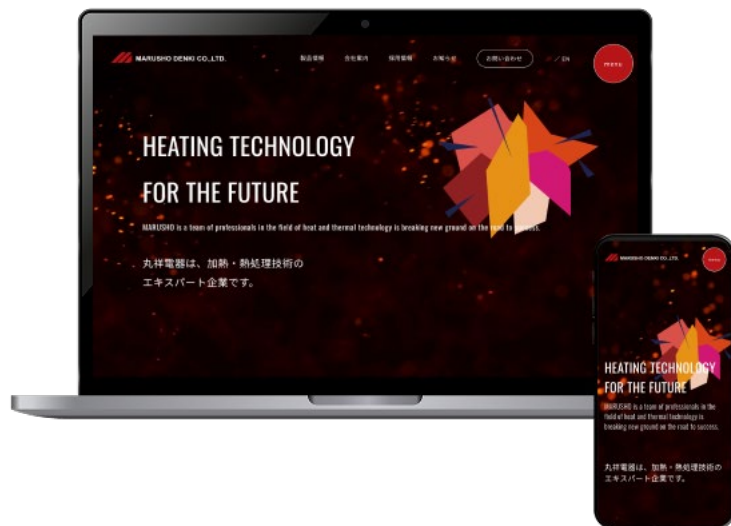 MARUSHO DENKI CO.,LTD.
製品情報 会社案内 採用情報 お知らせ お問い合わせ / EN
menu
HEATING TECHNOLOGY
FOR THE FUTURE
MARUSHO is a team of professionals in the field of heat and thermal technology is breaking new ground on the road to success.
丸祥電器は、加熱・熱処理技術の
エキスパート企業です。
MARUSHO DENKI CO.,LTD.
menu
HEATING TECHNOLOGY
FOR THE FUTURE
MARUSHO is a team of professionals in the
field of heat and thermal technology is
breaking new ground on the road to success.
丸祥電器は、加熱・熱処理技術の
エキスパート企業です。